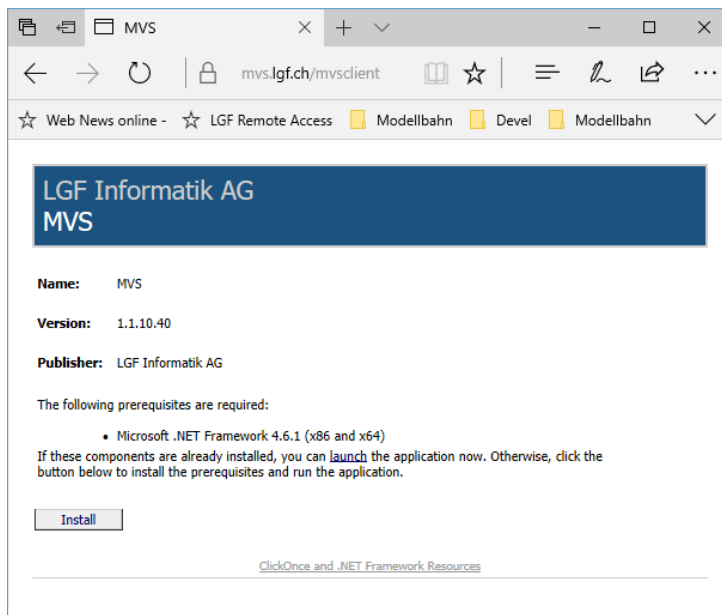 MVS
mvs.lgf.ch/mvsclient
Web News online - LGF Remote Access Modellbahn Devel Modellbahn
LGF Informatik AG
MVS
Name: MVS
Version: 1.1.10.40
Publisher: LGF Informatik AG
The following prerequisites are required:
• Microsoft .NET Framework 4.6.1 (x86 and x64)
If these components are already installed, you can launch the application now. Otherwise, click the
button below to install the prerequisites and run the application.
Install
ClickOnce and .NET Framework Resources